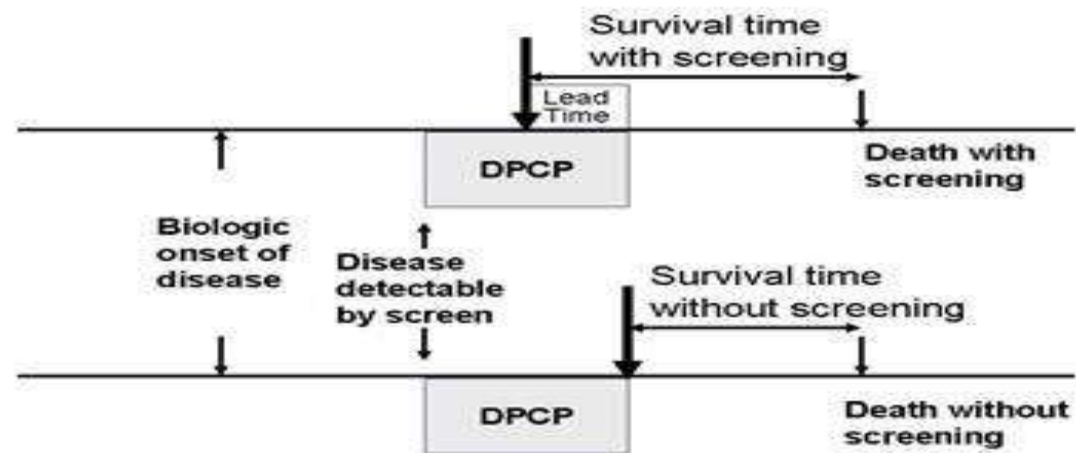 Survival time
with screening
Lead
Time
DPCP
Death with
screening
Biologic
onset of
disease
Disease
detectable
by screen
Survival time
without screening
DPCP
Death without
screening